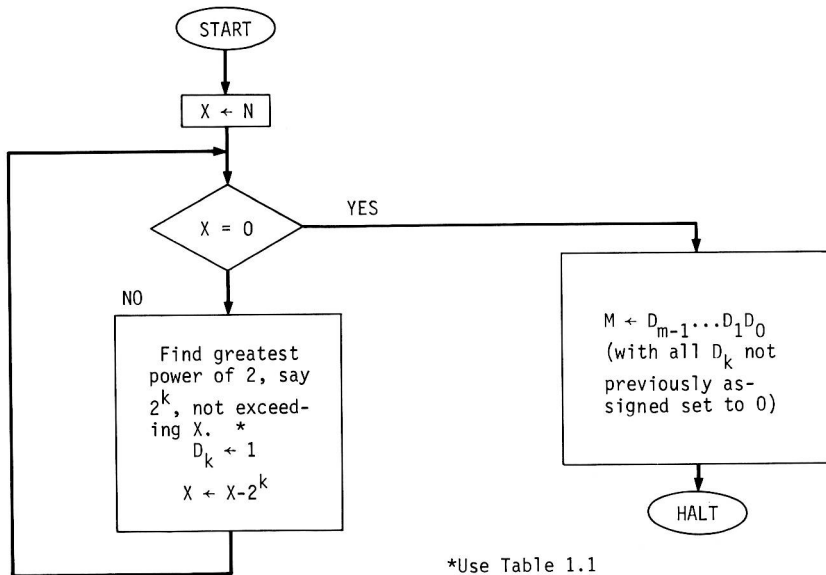 START
X ← N
X = 0
YES
NO
Find greatest
power of 2, say
2^k, not exceed-
ing X. *
D_k ← 1
X ← X-2^k
M ← D_{m-1}...D_1D_0
(with all D_k not
previously as-
signed set to 0)
HALT
*Use Table 1.1